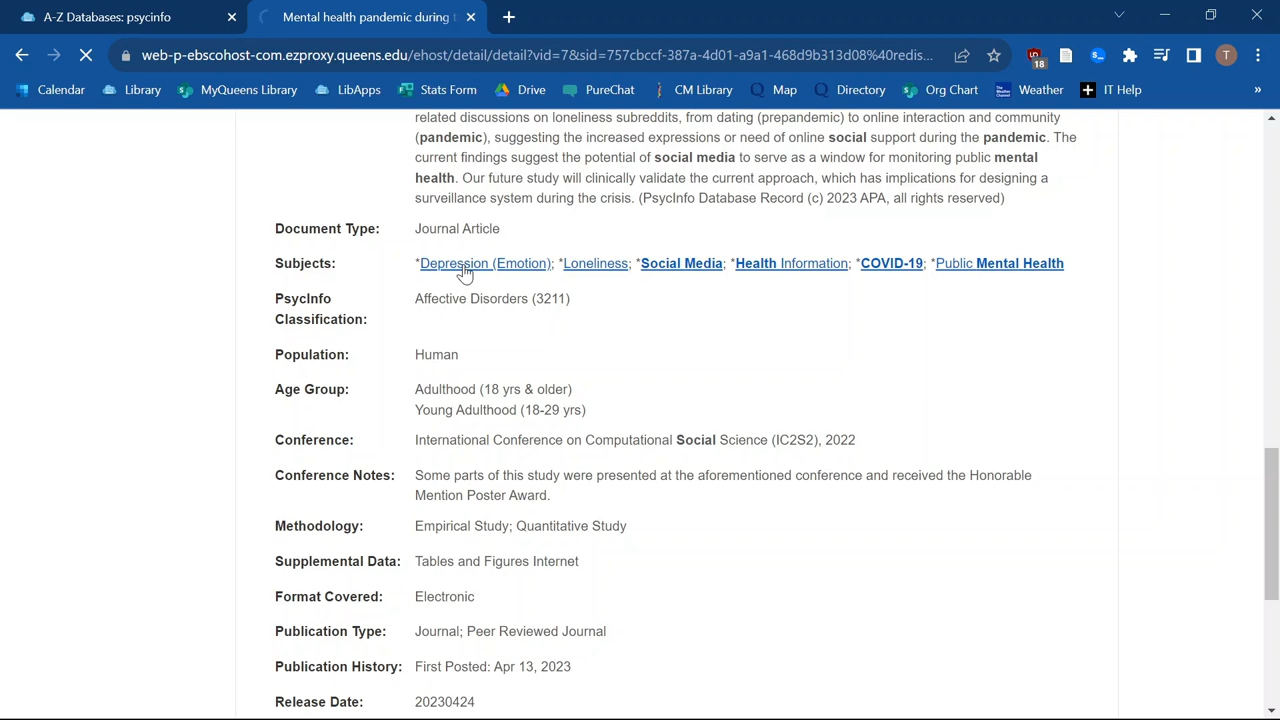 A-Z Databases: psycinfo
Mental health pandemic during t
web-p-ebscohost-com.ezproxy.queens.edu/ehost/detail/detail?vid=7&sid=757cbccf-387a-4d01-a9a1-468d9b313d08%40redis...
18
T
Calendar Library MyQueens Library LibApps Stats Form Drive PureChat CM Library Map Directory Org Chart Weather IT Help »
related discussions on loneliness subreddits, from dating (prepandemic) to online interaction and community
(pandemic), suggesting the increased expressions or need of online social support during the pandemic. The
current findings suggest the potential of social media to serve as a window for monitoring public mental
health. Our future study will clinically validate the current approach, which has implications for designing a
surveillance system during the crisis. (PsycInfo Database Record (c) 2023 APA, all rights reserved)
Document Type: Journal Article
Subjects: *Depression (Emotion); *Loneliness; *Social Media; *Health Information; *COVID-19; *Public Mental Health
PsycInfo Affective Disorders (3211)
Classification:
Population: Human
Age Group: Adulthood (18 yrs & older)
Young Adulthood (18-29 yrs)
Conference: International Conference on Computational Social Science (IC2S2), 2022
Conference Notes: Some parts of this study were presented at the aforementioned conference and received the Honorable
Mention Poster Award.
Methodology: Empirical Study; Quantitative Study
Supplemental Data: Tables and Figures Internet
Format Covered: Electronic
Publication Type: Journal; Peer Reviewed Journal
Publication History: First Posted: Apr 13, 2023
Release Date: 20230424